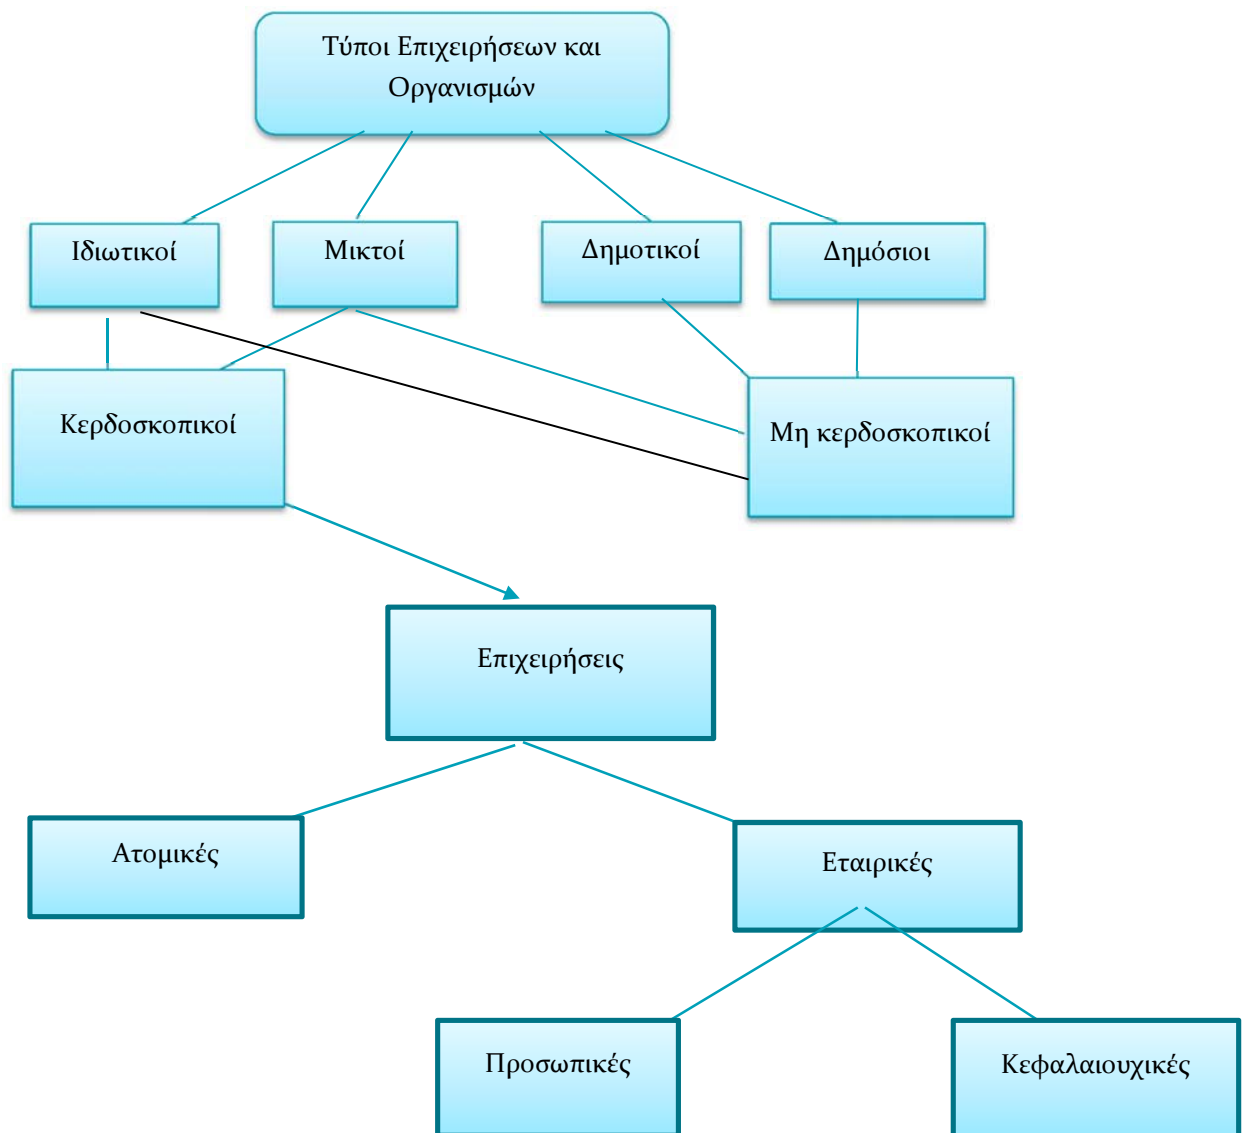 Τύποι Επιχειρήσεων και
Οργανισμών
Ιδιωτικοί
Μικτοί
Δημοτικοί
Δημόσιοι
Κερδοσκοπικοί
Μη κερδοσκοπικοί
Επιχειρήσεις
Ατομικές
Εταιρικές
Προσωπικές
Κεφαλαιουχικές